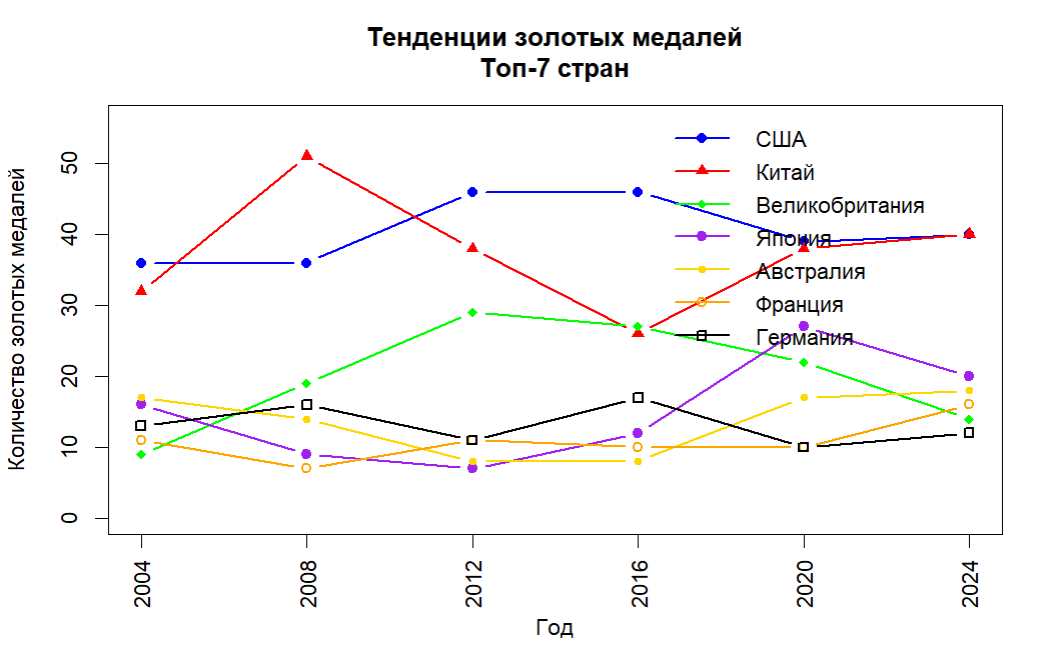 Тенденции золотых медалей
Топ-7 стран
Количество золотых медалей
50
40
30
20
10
0
США
Китай
Великобритания
Япония
Австралия
Франция
Германия
2004
2008
2012
2016
2020
2024
Год